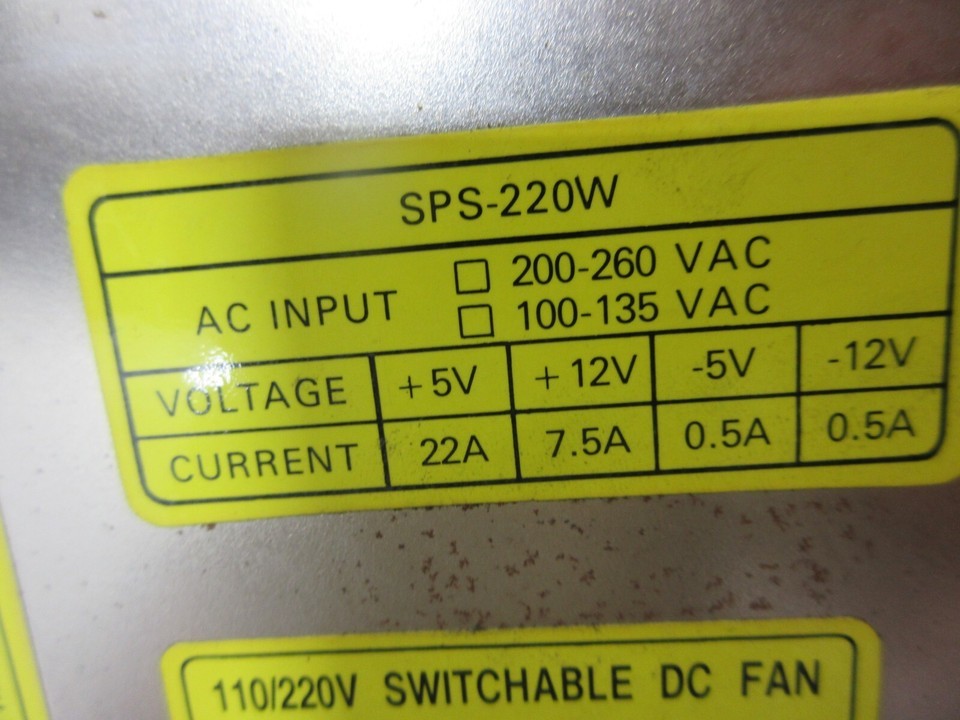 SPS-220W
AC INPUT
☐ 200-260 VAC
☐ 100-135 VAC
VOLTAGE +5V +12V -5V -12V
CURRENT 22A 7.5A 0.5A 0.5A
110/220V SWITCHABLE DC FAN